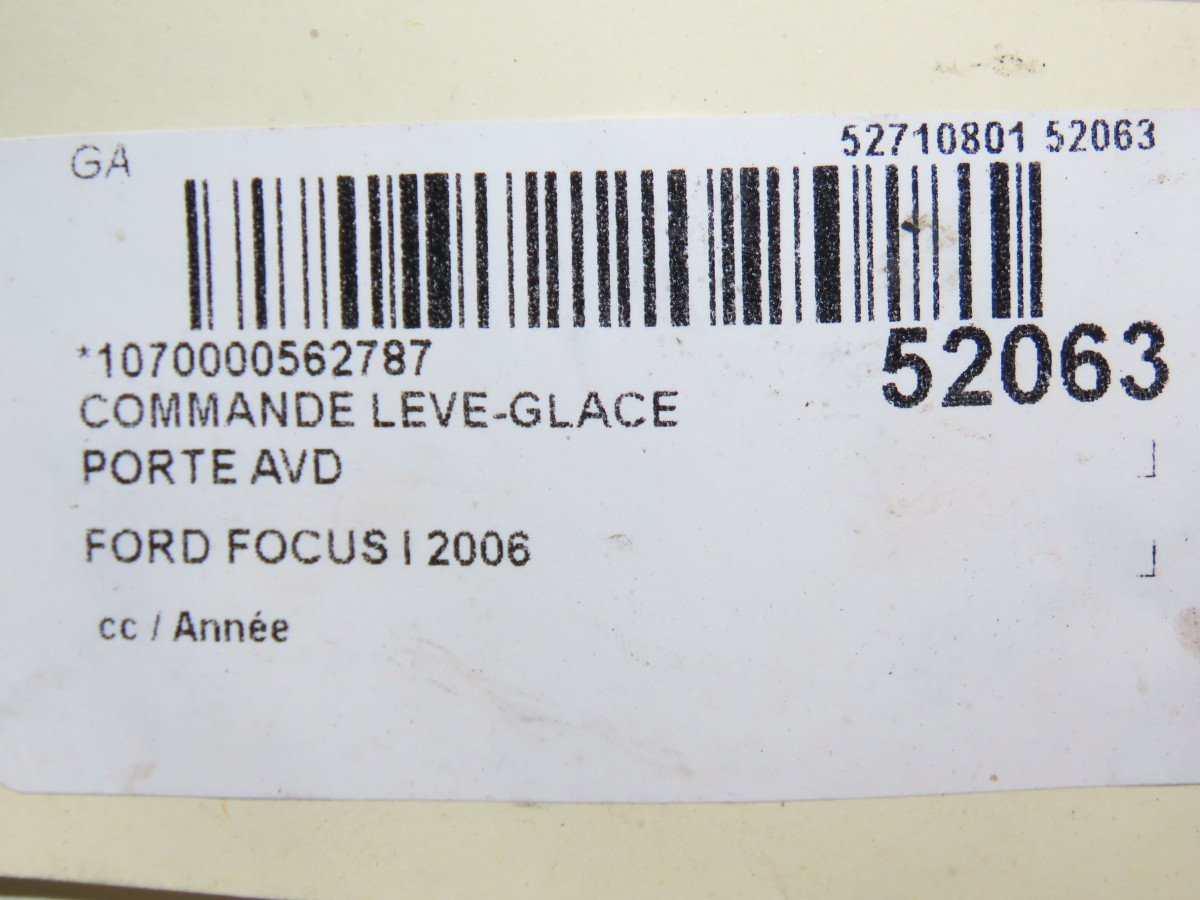 GA
52710801 52063
*1070000562787
52063
COMMANDE LEVE-GLACE
PORTE AVD
FORD FOCUS I 2006
cc / Année